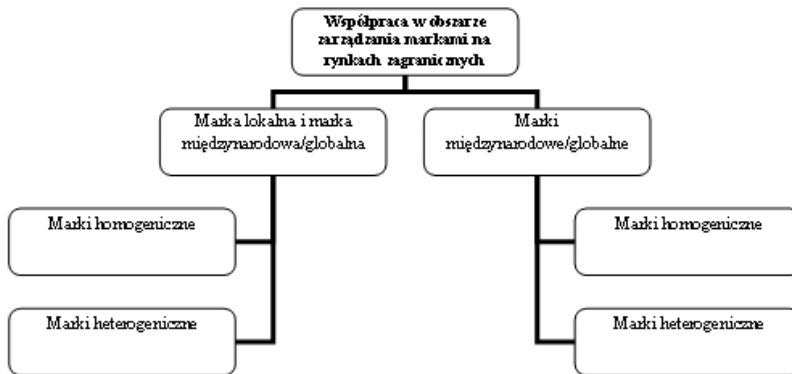 Współpraca w obszarze
zarządzania markami na
rynkach zagranicznych
Marka lokalna i marka
międzynarodowa/globalna
Marki
międzynarodowe/globalne
Marki homogeniczne
Marki homogeniczne
Marki heterogeniczne
Marki heterogeniczne